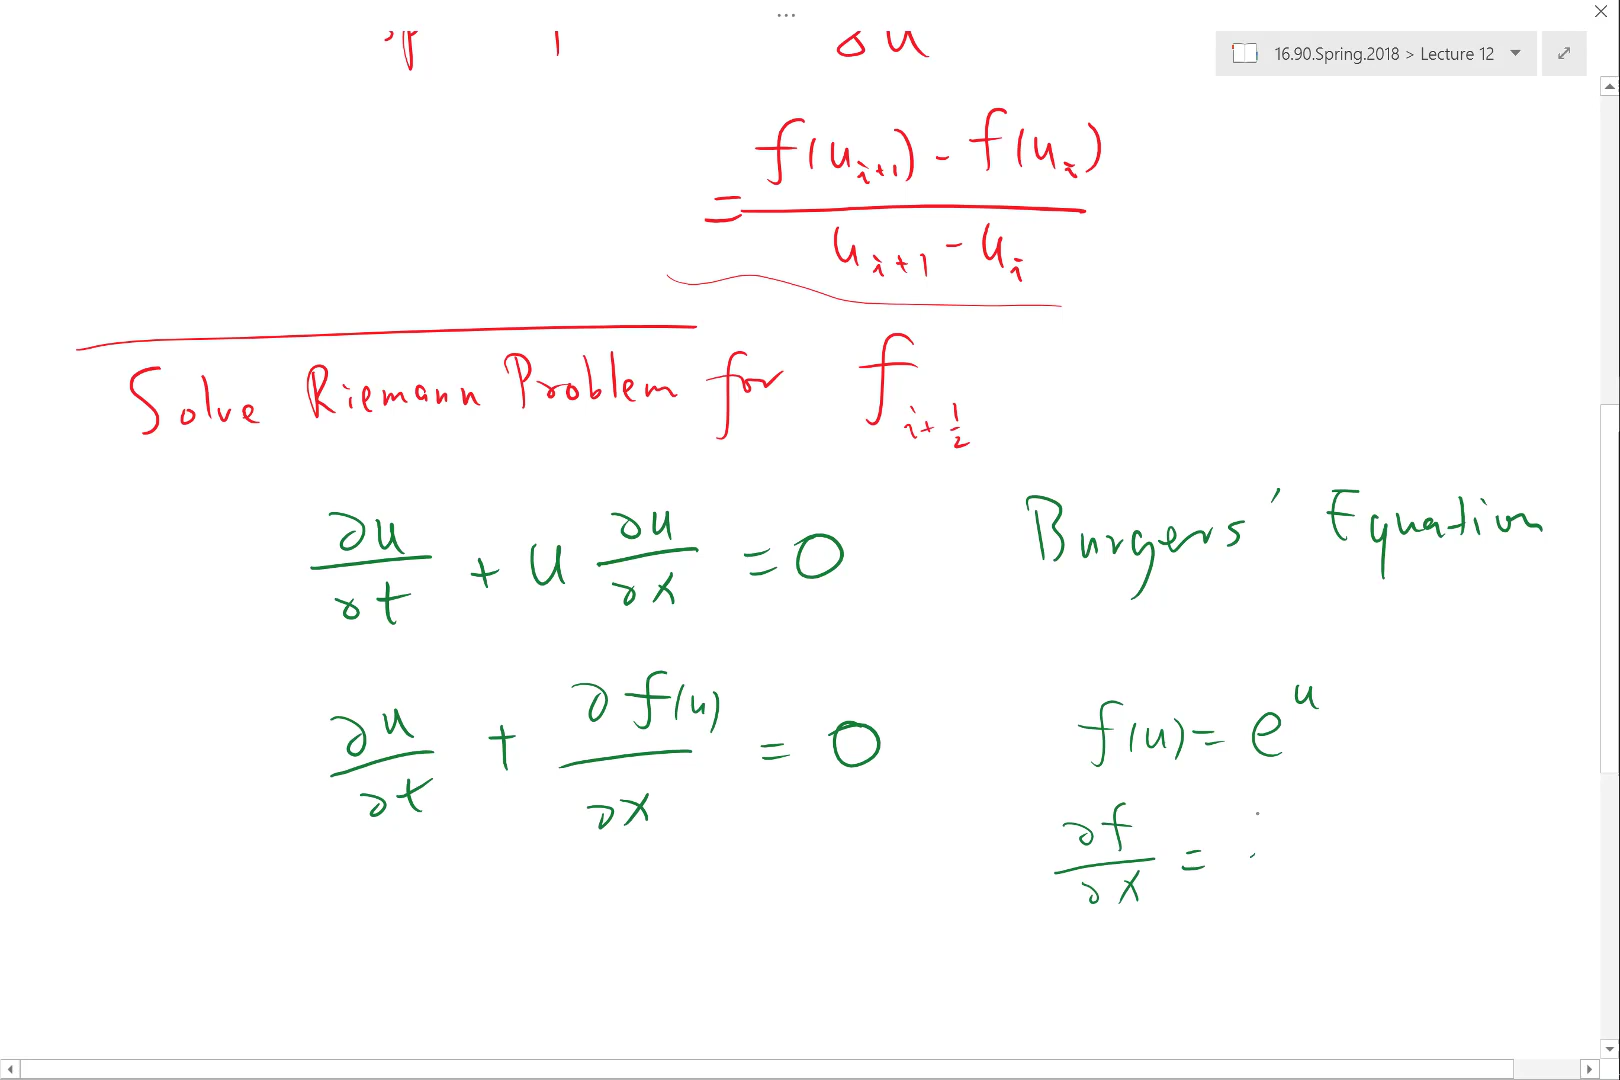 16.90.Spring.2018 > Lecture 12
Δu
= f(u_{i+1}) - f(u_i) / u_{i+1} - u_i
Solve Riemann Problem for f_{i+1/2}
∂u/∂t + u ∂u/∂x = 0
Burgers' Equation
∂u/∂t + ∂f(u)/∂x = 0
f(u) = e^u
∂f/∂x =